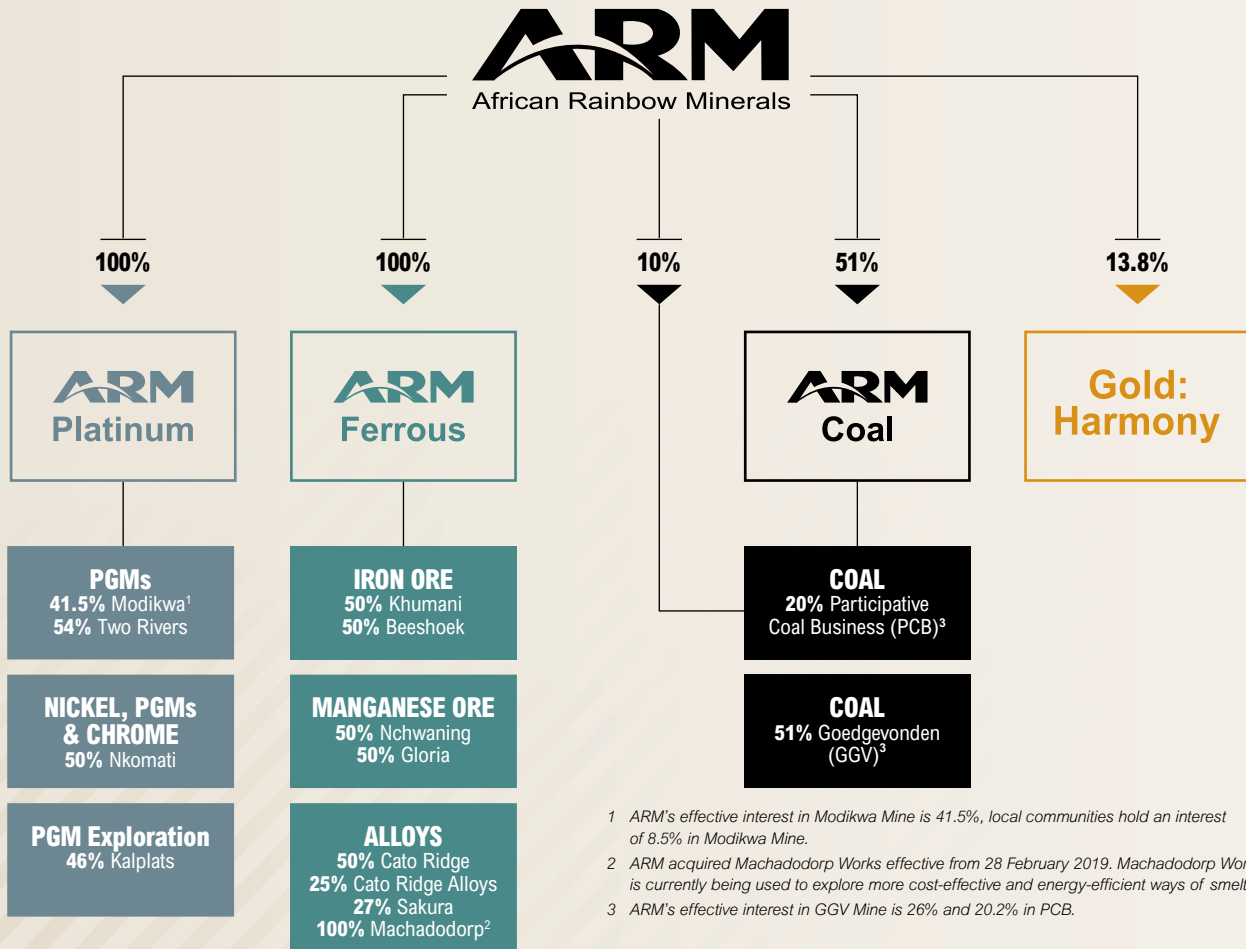 ARM
African Rainbow Minerals
100%
100%
10%
51%
13.8%
ARM
Platinum
ARM
Ferrous
ARM
Coal
Gold:
Harmony
PGMs
41.5% Modikwa¹
54% Two Rivers
NICKEL, PGMs
& CHROME
50% Nkomati
PGM Exploration
46% Kalplats
IRON ORE
50% Khumani
50% Beeshoek
MANGANESE ORE
50% Nchwaning
50% Gloria
ALLOYS
50% Cato Ridge
25% Cato Ridge Alloys
27% Sakura
100% Machadodorp²
COAL
20% Participative
Coal Business (PCB)³
COAL
51% Goedgevonden
(GGV)³
1 ARM's effective interest in Modikwa Mine is 41.5%, local communities hold an interest
of 8.5% in Modikwa Mine.
2 ARM acquired Machadodorp Works effective from 28 February 2019. Machadodorp Wor
is currently being used to explore more cost-effective and energy-efficient ways of smelt
3 ARM's effective interest in GGV Mine is 26% and 20.2% in PCB.